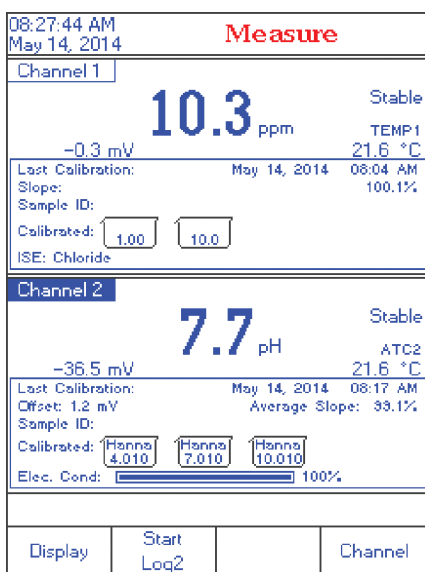 08:27:44 AM
May 14, 2014
Measure
Channel 1
10.3 ppm
Stable
TEMP1
-0.3 mV
21.6 °C
Last Calibration: May 14, 2014 08:04 AM
Slope: 100.1%
Sample ID:
Calibrated: 1.00 10.0
ISE: Chloride
Channel 2
7.7 pH
Stable
ATC2
-36.5 mV
21.6 °C
Last Calibration: May 14, 2014 08:17 AM
Offset: 1.2 mV Average Slope: 99.1%
Sample ID:
Calibrated: Hanna 4.010 Hanna 7.010 Hanna 10.010
Elec. Cond: 100%
Display
Start
Log2
Channel